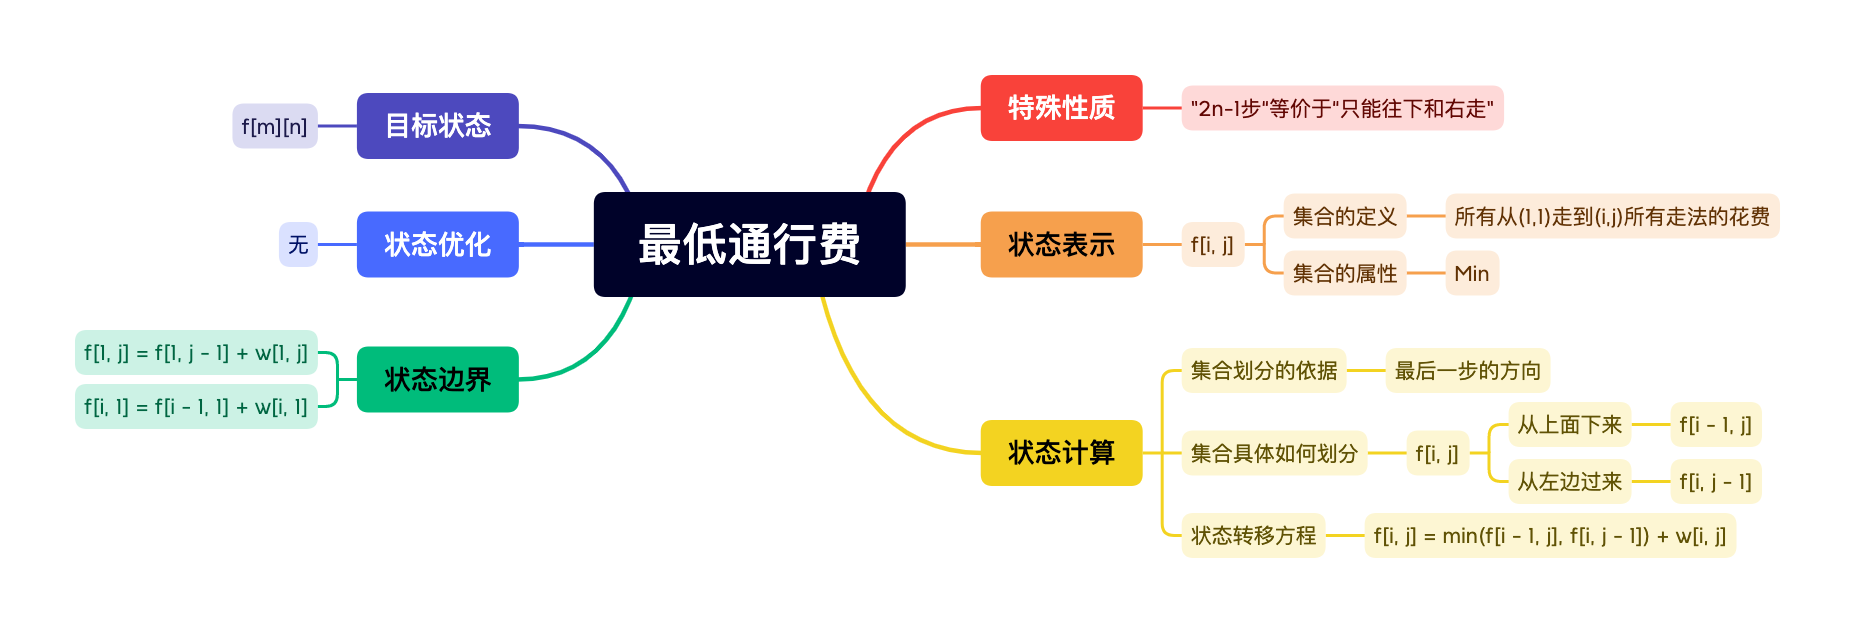 最低通行费
特殊性质
"2n-1步“等价于“只能往下和右走"
状态表示
f[i, j]
集合的定义
所有从(1,1)走到(i,j)所有走法的花费
集合的属性
Min
状态计算
集合划分的依据
最后一步的方向
集合具体如何划分
f[i, j]
从上面下来
f[i - 1, j]
从左边过来
f[i, j - 1]
状态转移方程
f[i, j] = min(f[i - 1, j], f[i, j - 1]) + w[i, j]
目标状态
f[m][n]
状态优化
无
状态边界
f[1, j] = f[1, j - 1] + w[1, j]
f[i, 1] = f[i - 1, 1] + w[i, 1]